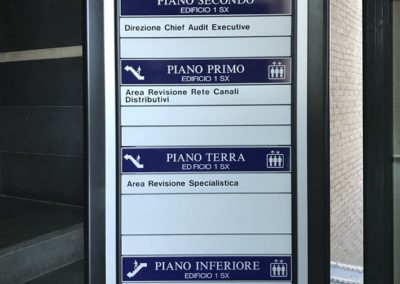 PIANO SECONDO
EDIFICIO 1 SX
Direzione Chief Audit Executive
PIANO PRIMO
EDIFICIO 1 SX
Area Revisione Rete Canali
Distributivi
PIANO TERRA
EDIFICIO 1 SX
Area Revisione Specialistica
PIANO INFERIORE
EDIFICIO 1 SX